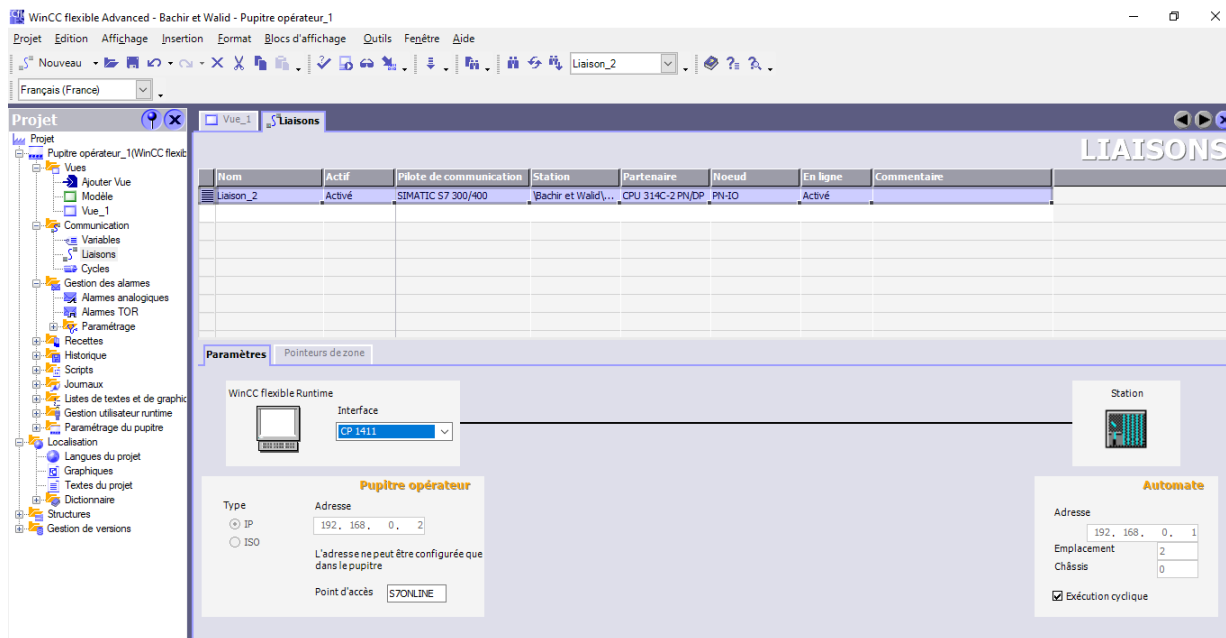 WinCC flexible Advanced - Bachir et Walid - Pupitre opérateur_1
Projet Edition Affichage Insertion Format Blocs d'affichage Outils Fenêtre Aide
Nouveau Liaison_2
Français (France)
Projet
Vue_1 Liaisons
LIAISONS
Projet
Pupitre opérateur_1(WinCC flexib
Vues
Ajouter Vue
Modèle
Vue_1
Communication
Variables
Liaisons
Cycles
Gestion des alarmes
Alarmes analogiques
Alarmes TOR
Paramétrage
Recettes
Historique
Scripts
Journaux
Listes de textes et de graphic
Gestion utilisateur runtime
Paramétrage du pupitre
Localisation
Langues du projet
Graphiques
Textes du projet
Dictionnaire
Structures
Gestion de versions
Nom Actif Pilote de communication Station Partenaire Noeud En ligne Commentaire
Liaison_2 Activé SIMATIC S7 300/400 \Bachir et Walid\... CPU 314C-2 PN/DP PN-IO Activé
Paramètres Pointeurs de zone
WinCC flexible Runtime
Interface
CP 1411
Station
Pupitre opérateur
Type Adresse
IP 192. 168. 0. 2
ISO
L'adresse ne peut être configurée que
dans le pupitre
Point d'accès S7ONLINE
Automate
Adresse
192. 168. 0. 1
Emplacement 2
Châssis 0
Exécution cyclique